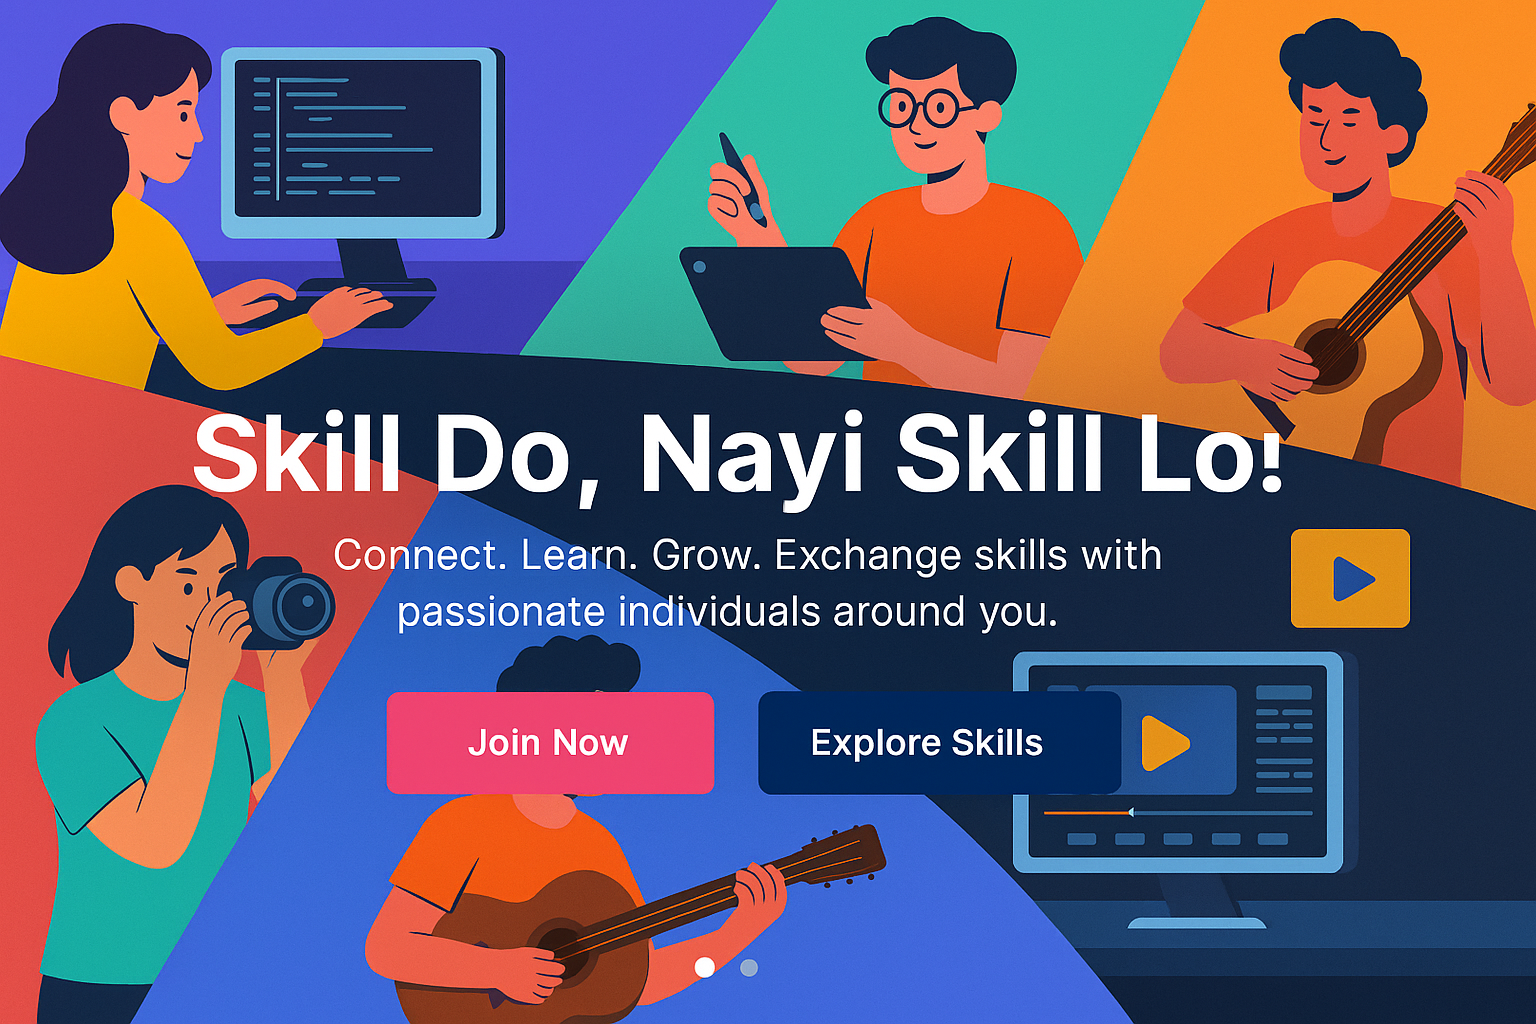 Skill Do, Nayi Skill Lo!
Connect. Learn. Grow. Exchange skills with
passionate individuals around you.
Join Now
Explore Skills